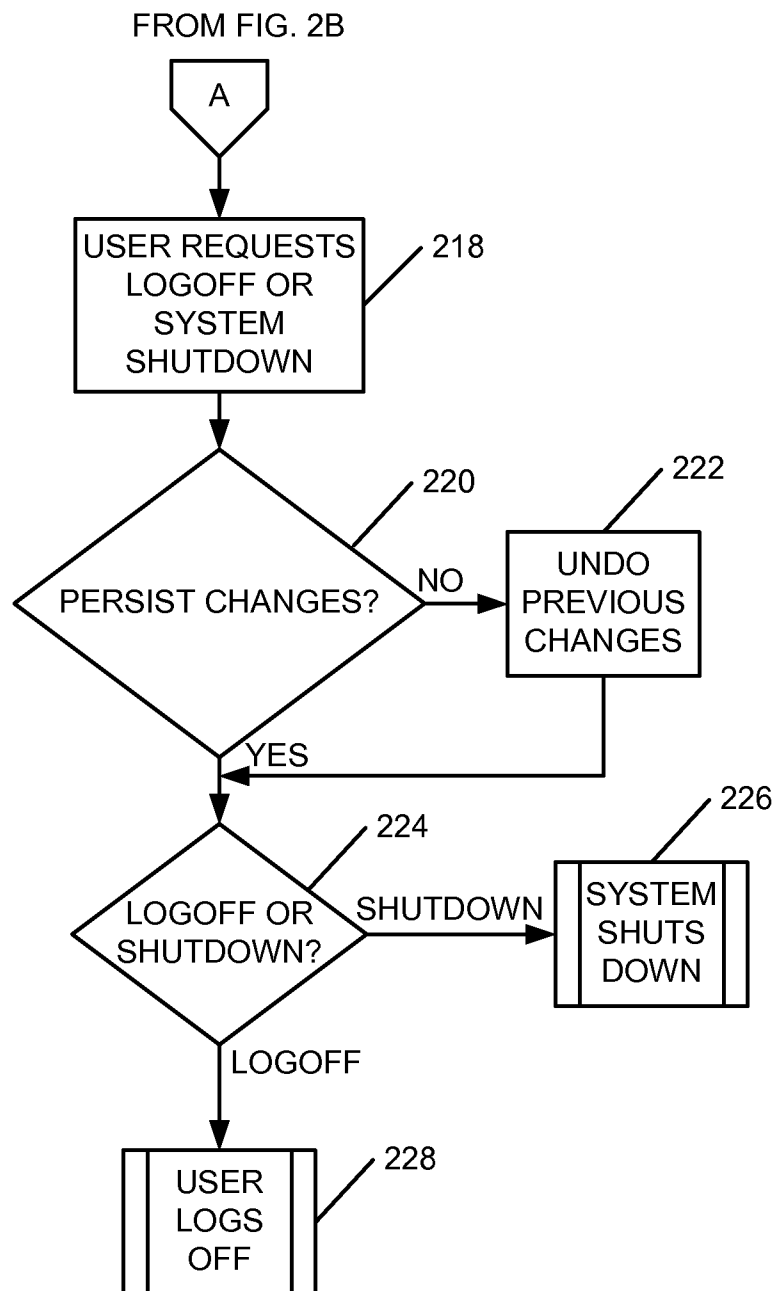 FROM FIG. 2B
A
USER REQUESTS
LOGOFF OR
SYSTEM
SHUTDOWN
218
220
PERSIST CHANGES?
NO
222
UNDO
PREVIOUS
CHANGES
YES
224
LOGOFF OR
SHUTDOWN?
SHUTDOWN
226
SYSTEM
SHUTS
DOWN
LOGOFF
228
USER
LOGS
OFF